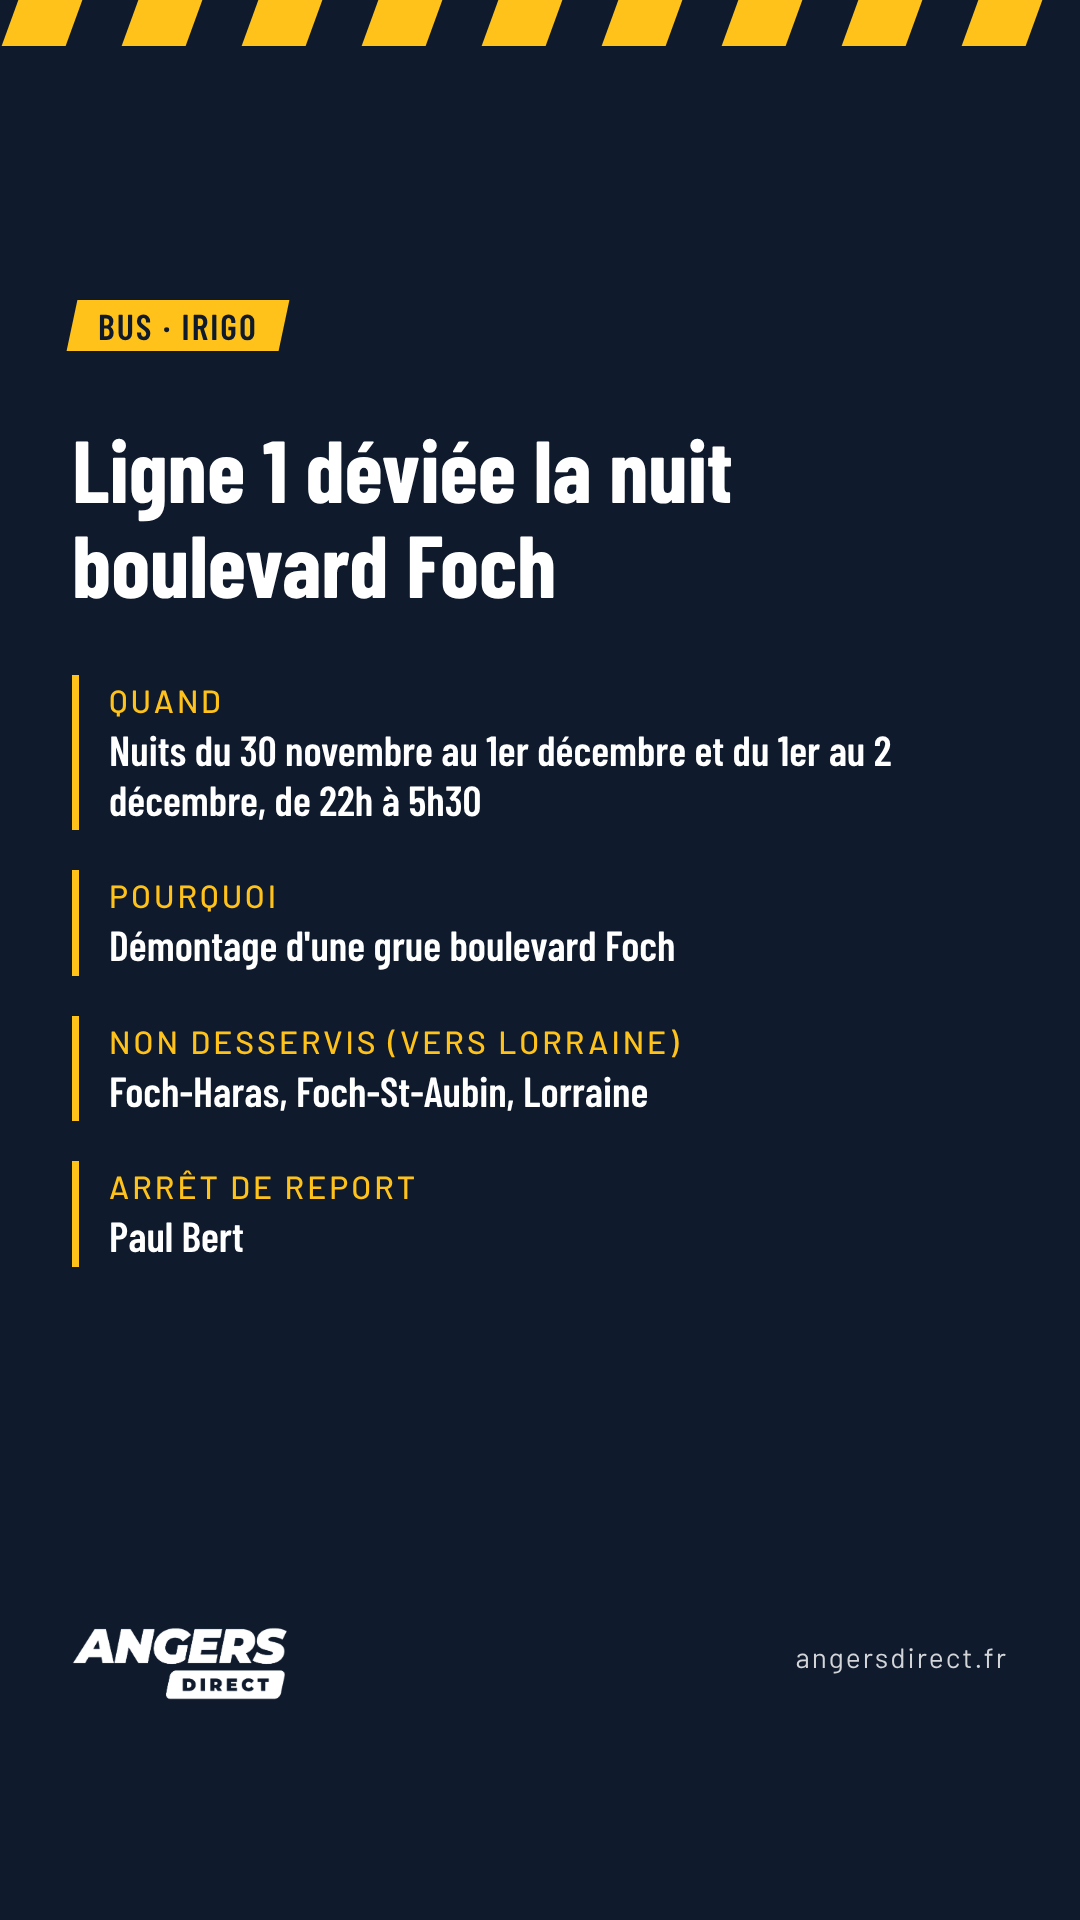 BUS · IRIGO
Ligne 1 déviée la nuit
boulevard Foch
QUAND
Nuits du 30 novembre au 1er décembre et du 1er au 2
décembre, de 22h à 5h30
POURQUOI
Démontage d'une grue boulevard Foch
NON DESSERVIS (VERS LORRAINE)
Foch-Haras, Foch-St-Aubin, Lorraine
ARRÊT DE REPORT
Paul Bert
ANGERS
DIRECT
angersdirect.fr